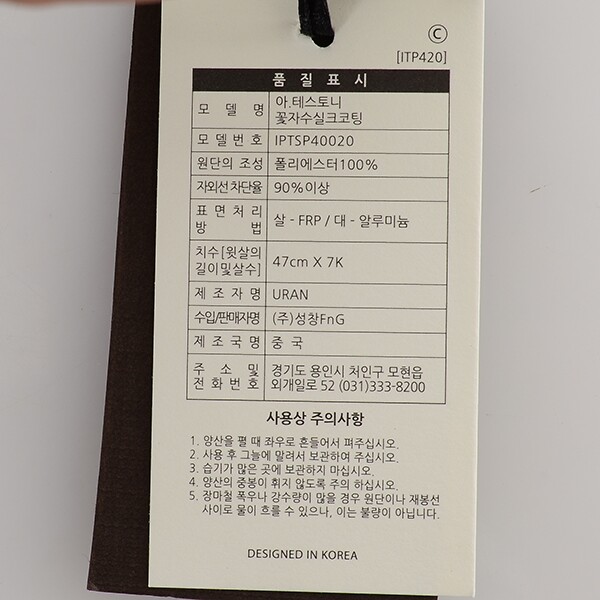 ⓒ
[ITP420]
품 질 표 시
모 델 명 아.테스토니
꽃자수실크코팅
모 델 번 호 IPTSP40020
원단의 조성 폴리에스터100%
자외선 차단율 90%이상
표 면 처 리
방 법 살 - FRP / 대 - 알루미늄
치수[윗살의
길이및살수] 47cm X 7K
제 조 자 명 URAN
수입/판매자명 (주)성창FnG
제 조 국 명 중 국
주 소 및 경기도 용인시 처인구 모현읍
전 화 번 호 외개일로 52 (031)333-8200
사용상 주의사항
1. 양산을 펼 때 좌우로 흔들어서 펴주십시오.
2. 사용 후 그늘에 말려서 보관하여 주십시오.
3. 습기가 많은 곳에 보관하지 마십시오.
4. 양산의 중봉이 휘지 않도록 주의 하십시오.
5. 장마철 폭우나 강수량이 많을 경우 원단이나 재봉선
사이로 물이 흐를 수 있으나, 이는 불량이 아닙니다.
DESIGNED IN KOREA